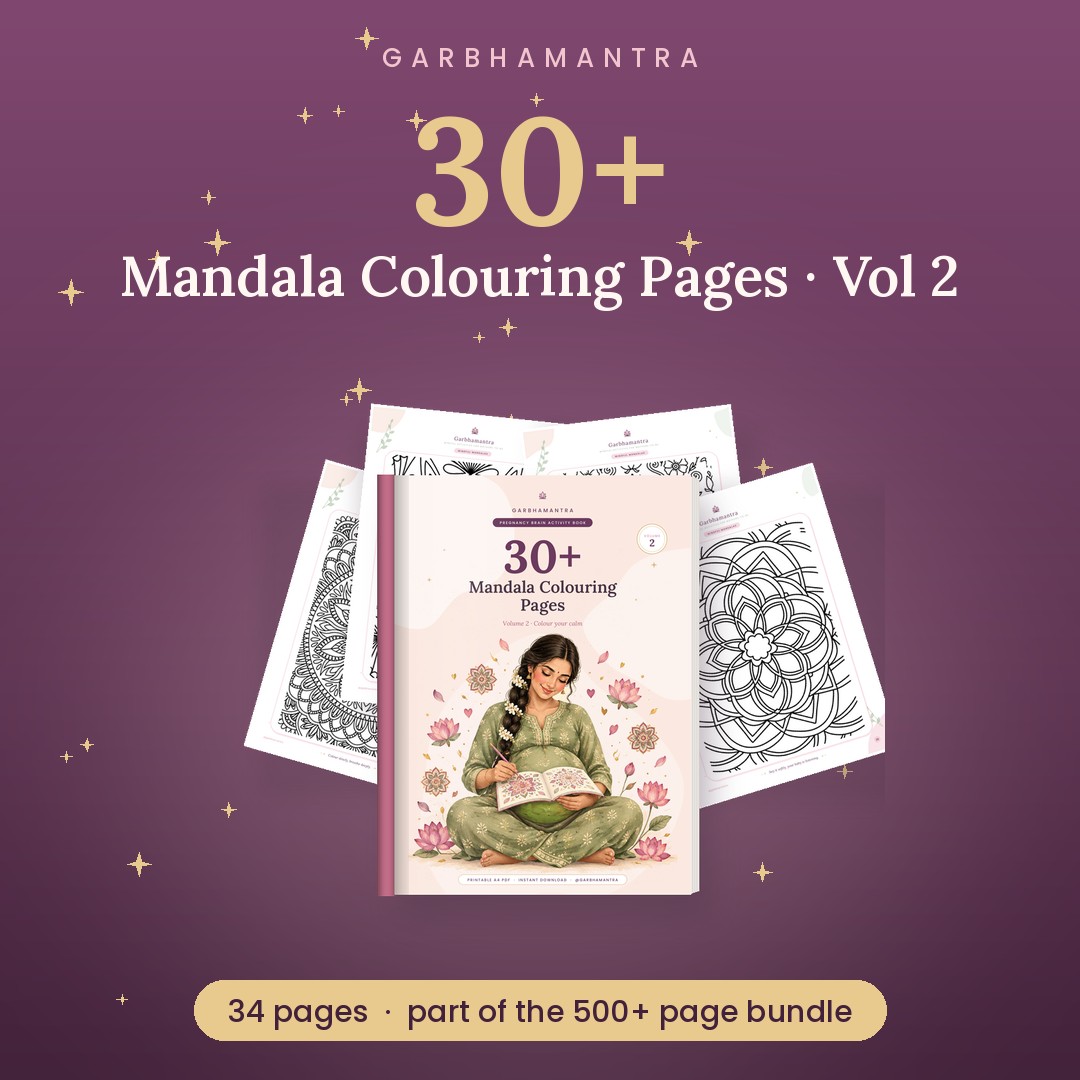 GARBHAMANTRA
30+
Mandala Colouring Pages · Vol 2
Garbhamantra
Garbhamantra
Garbhamantra
GARBHAMANTRA
PREGNANCY BRAIN ACTIVITY BOOK
2
30+
Mandala Colouring
Pages
Volume 2 · Colour your calm
PRINTABLE A4 PDF · INSTANT DOWNLOAD · @GARBHAMANTRA
34 pages · part of the 500+ page bundle